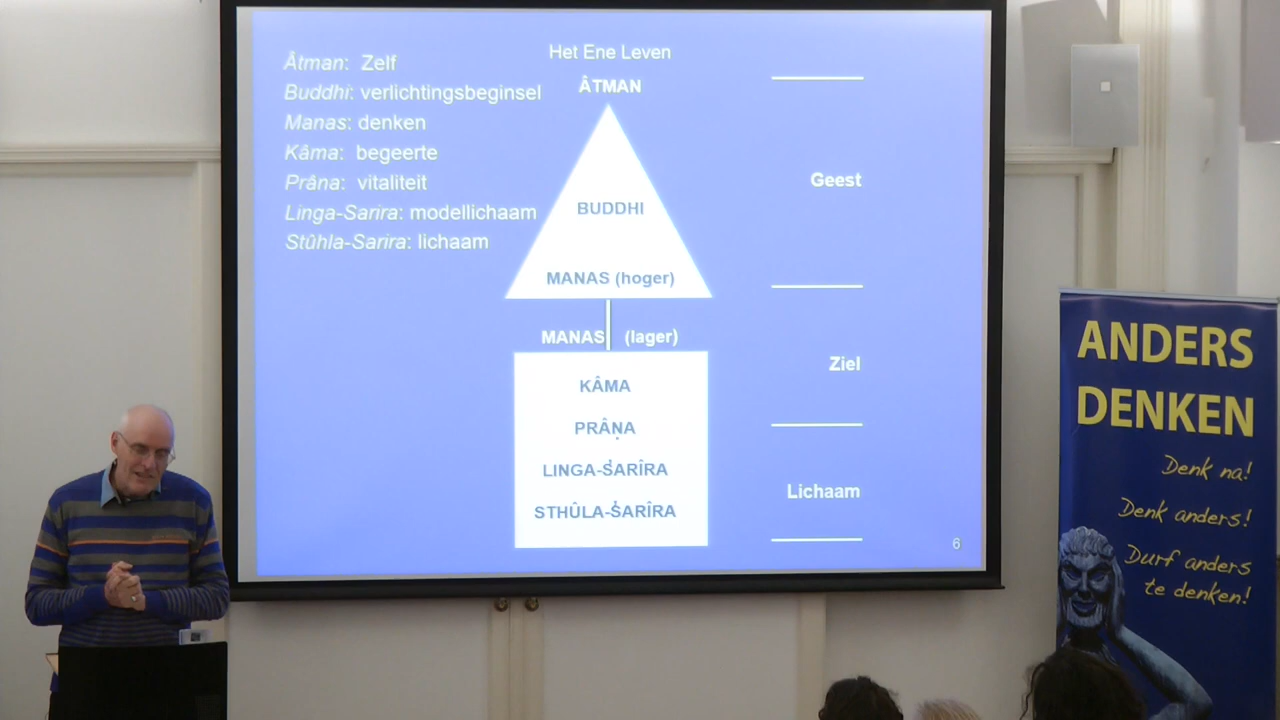 Âtman: Zelf
Buddhi: verlichtingsbeginsel
Manas: denken
Kâma: begeerte
Prâna: vitaliteit
Linga-Sarira: modellichaam
Stûhla-Sarira: lichaam
Het Ene Leven
ÂTMAN
BUDDHI
MANAS (hoger)
MANAS (lager)
KÂMA
PRÂṆA
LINGA-ṠARÎRA
STHÛLA-ṠARÎRA
Geest
Ziel
Lichaam
6
ANDERS
DENKEN
Denk na!
Denk anders!
Durf anders
te denken!